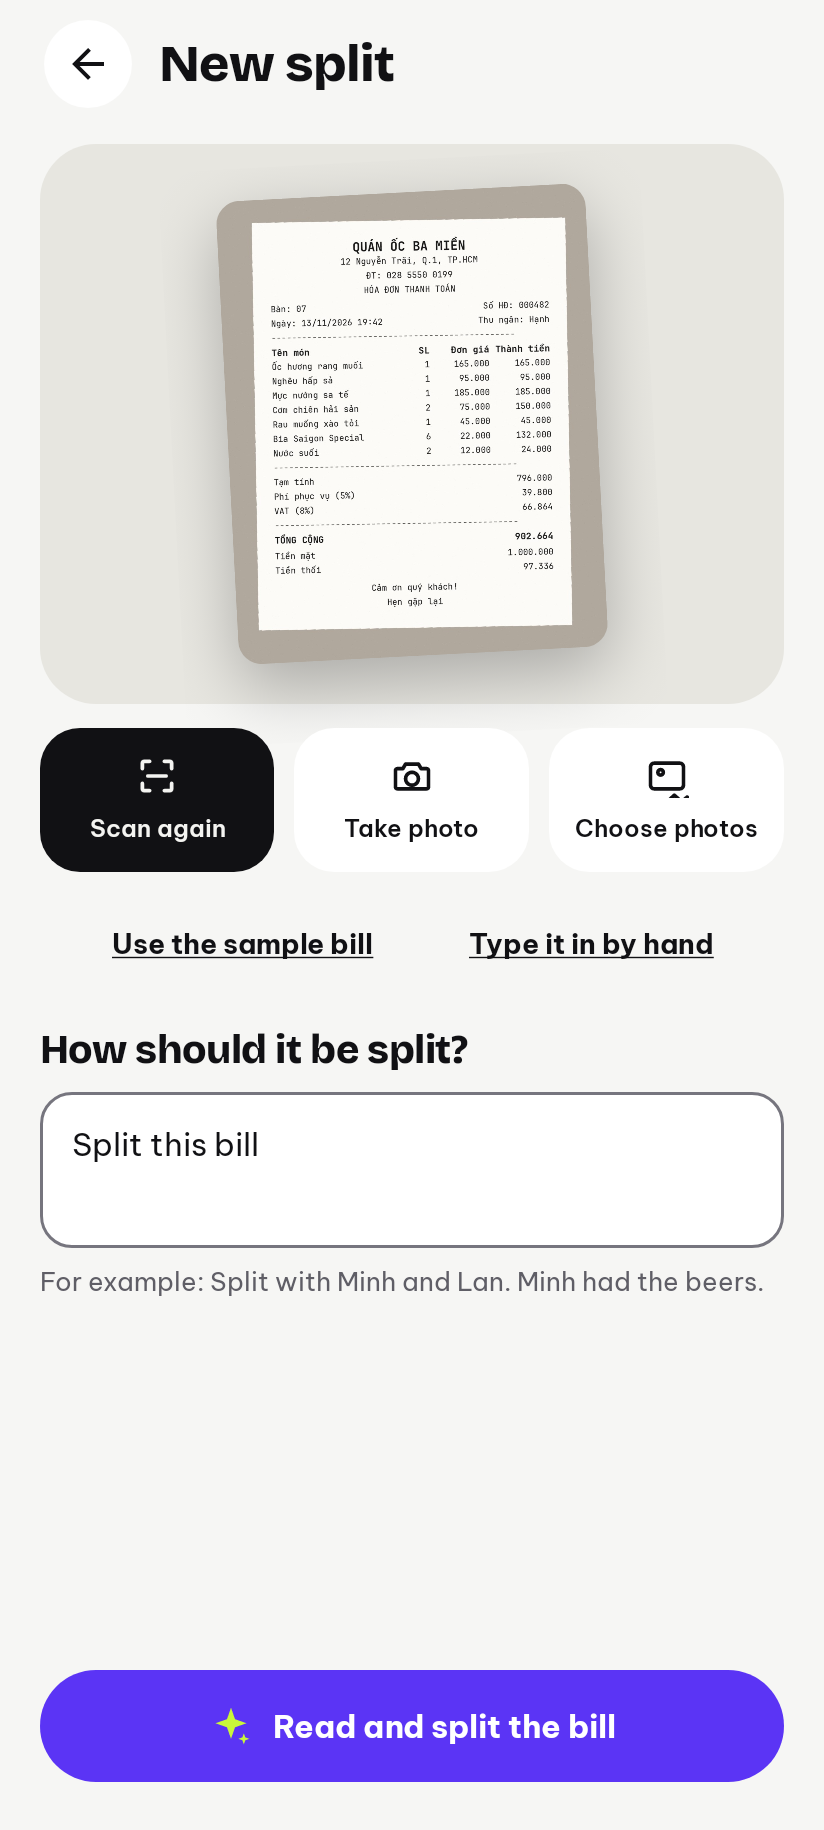 New split
QUÁN ỐC BA MIỀN
12 Nguyễn Trãi, Q.1, TP.HCM
ĐT: 028 5550 0199
HÓA ĐƠN THANH TOÁN
Bàn: 07 Số HĐ: 000482
Ngày: 13/11/2026 19:42 Thu ngân: Hạnh
Tên món SL Đơn giá Thành tiền
Ốc hương rang muối 1 165.000 165.000
Nghêu hấp sả 1 95.000 95.000
Mực nướng sa tế 1 185.000 185.000
Cơm chiên hải sản 2 75.000 150.000
Rau muống xào tỏi 1 45.000 45.000
Bia Saigon Special 6 22.000 132.000
Nước suối 2 12.000 24.000
Tạm tính 796.000
Phí phục vụ (5%) 39.800
VAT (8%) 66.864
TỔNG CỘNG 902.664
Tiền mặt 1.000.000
Tiền thối 97.336
Cảm ơn quý khách!
Hẹn gặp lại
Scan again
Take photo
Choose photos
Use the sample bill
Type it in by hand
How should it be split?
Split this bill
For example: Split with Minh and Lan. Minh had the beers.
Read and split the bill